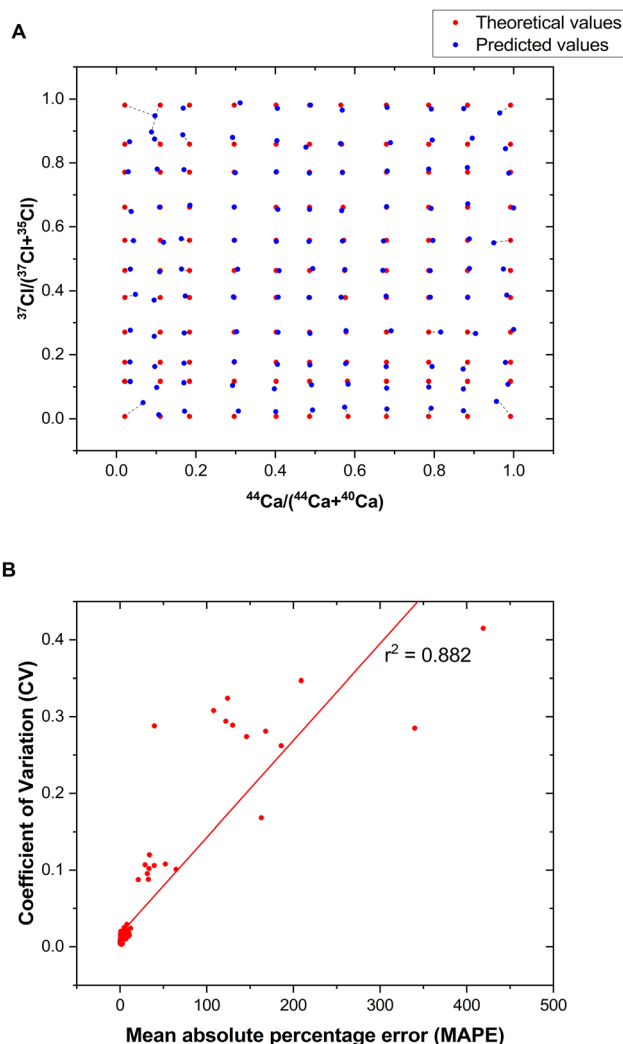 Theoretical values
Predicted values
A
1.0
0.8
0.6
0.4
0.2
0.0
³⁷Cl/(³⁷Cl+³⁵Cl)
0.0 0.2 0.4 0.6 0.8 1.0
⁴⁴Ca/(⁴⁴Ca+⁴⁰Ca)
B
0.4
0.3
0.2
0.1
0.0
Coefficient of Variation (CV)
r² = 0.882
0 100 200 300 400 500
Mean absolute percentage error (MAPE)